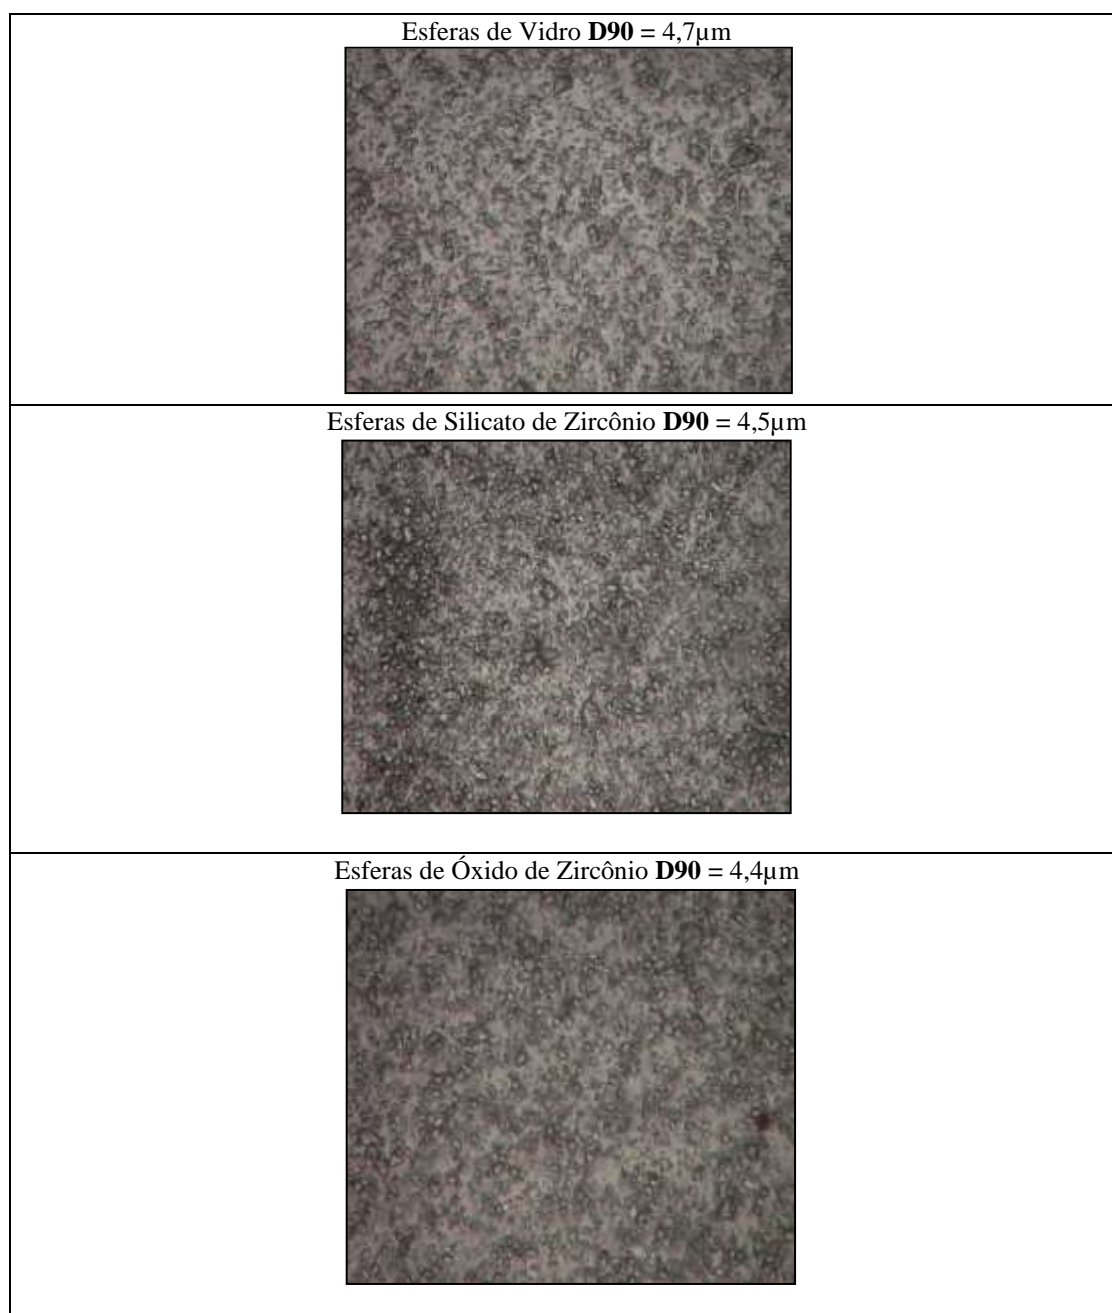 Esferas de Vidro D90 = 4,7µm
Esferas de Silicato de Zircônio D90 = 4,5µm
Esferas de Óxido de Zircônio D90 = 4,4µm